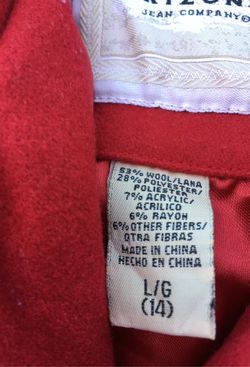 JEAN COMPANY©
53% WOOL/LANA
28% POLYESTER/
POLIESTER
7% ACRYLIC/
ACRILICO
6% RAYON
6% OTHER FIBERS/
OTRA FIBRAS
MADE IN CHINA
HECHO EN CHINA
L/G
(14)